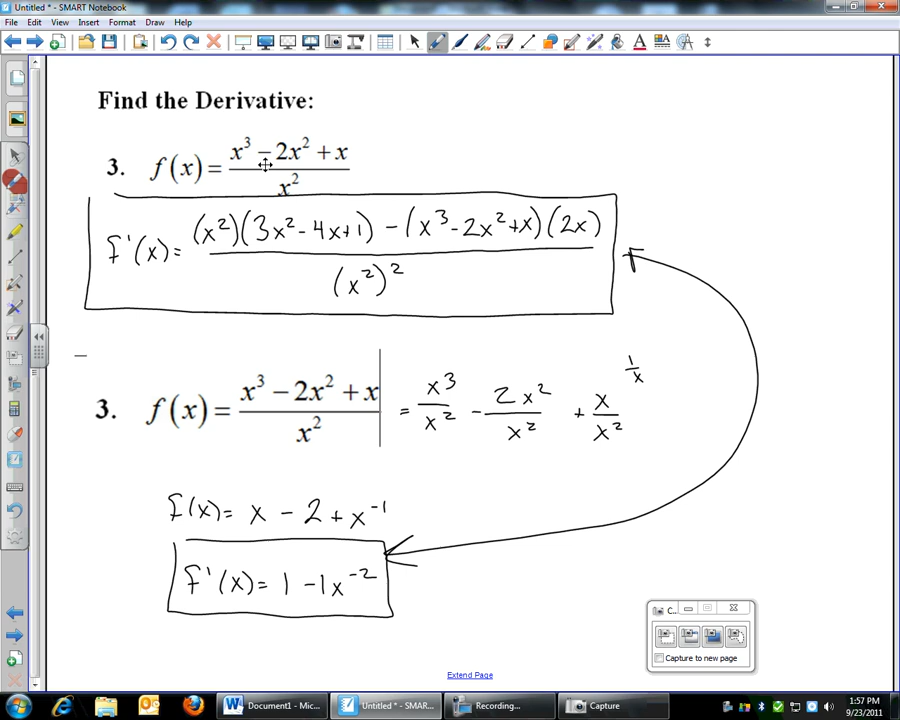 Untitled * - SMART Notebook
File Edit View Insert Format Draw Help
Find the Derivative:
3. f(x) = (x³ − 2x² + x) / x²
f'(x) = ((x²)(3x² - 4x + 1) - (x³ - 2x² + x)(2x)) / (x²)²
3. f(x) = (x³ − 2x² + x) / x² = x³/x² - 2x²/x² + x/x² 1/x
f(x) = x - 2 + x⁻¹
f'(x) = 1 - 1x⁻²
C..
Capture to new page
Extend Page
Document1 - Mic...
Untitled * - SMAR...
Recording...
Capture
1:57 PM
9/23/2011